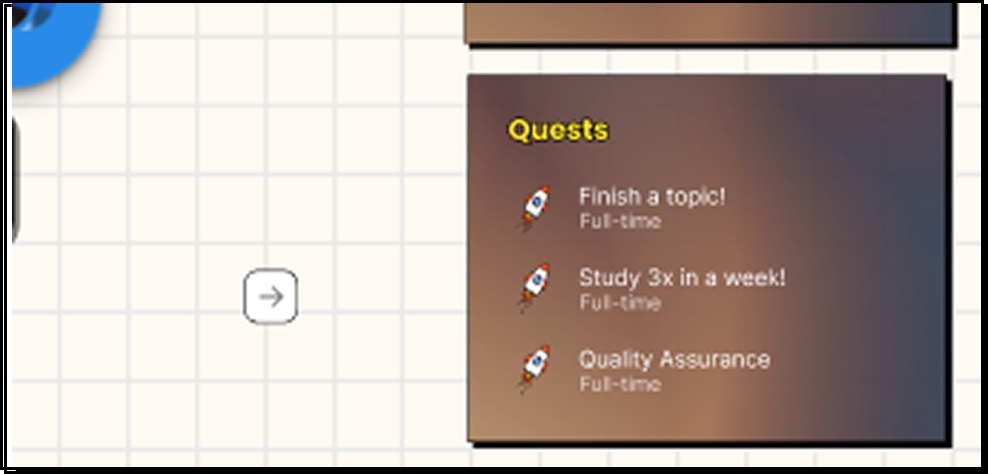 Quests
Finish a topic!
Full-time
Study 3x in a week!
Full-time
Quality Assurance
Full-time